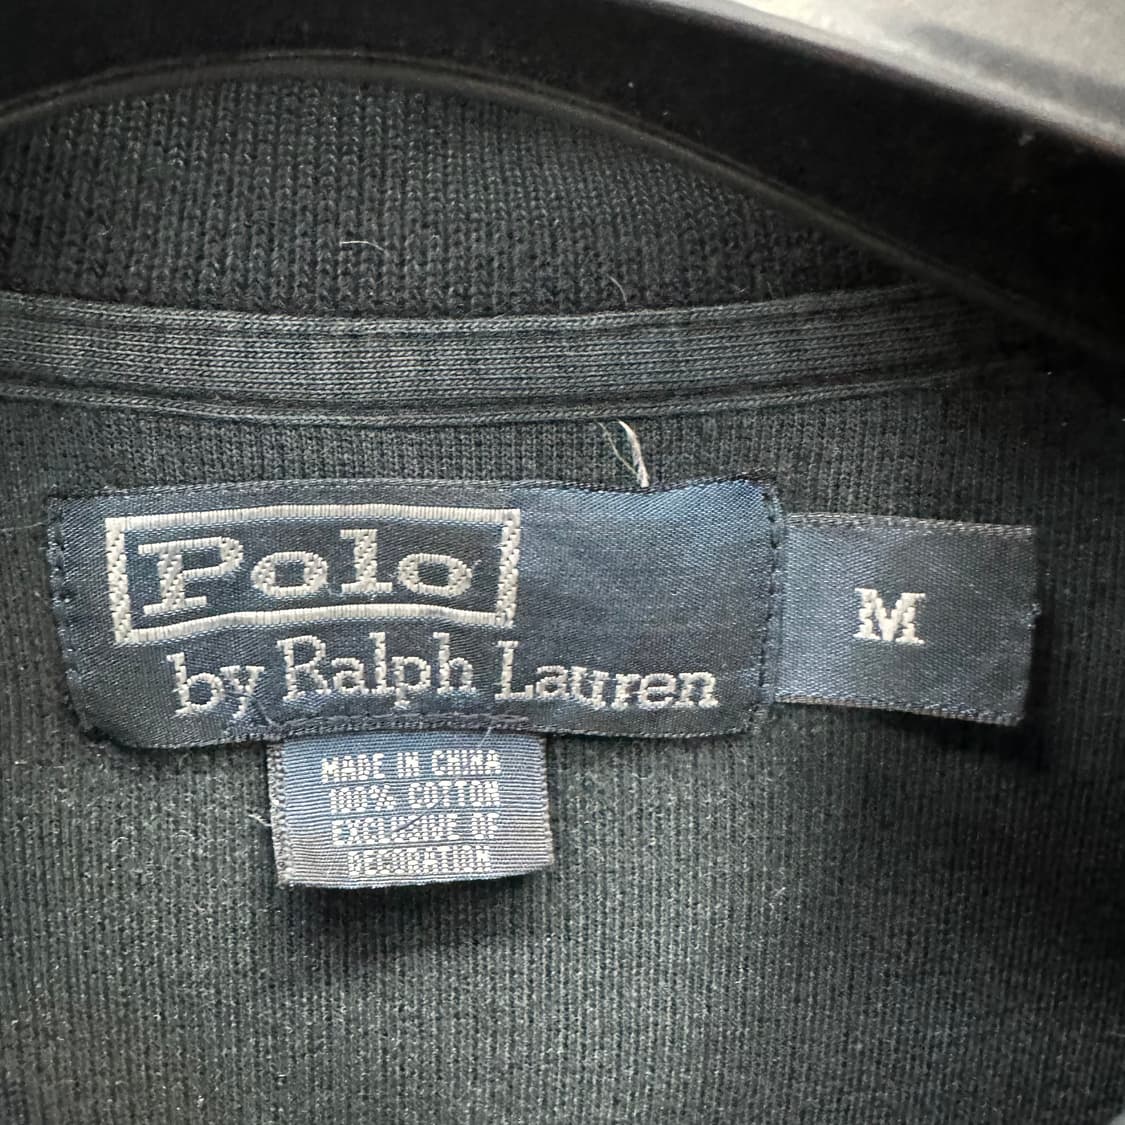 Polo
by Ralph Lauren
M
MADE IN CHINA
100% COTTON
EXCLUSIVE OF
DECORATION